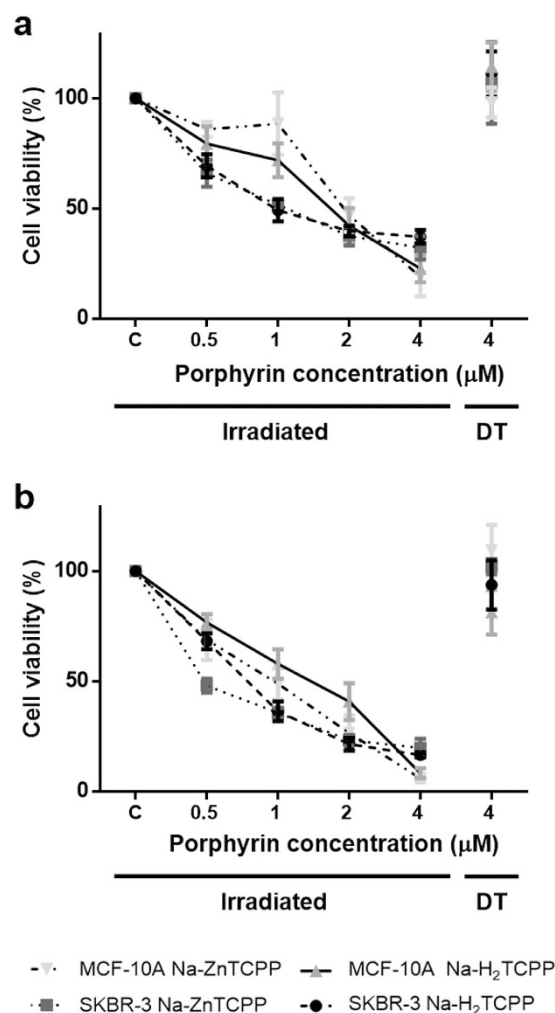 a
Cell viability (%)
100
50
0
C 0.5 1 2 4 4
Porphyrin concentration (μM)
Irradiated DT
b
Cell viability (%)
100
50
0
C 0.5 1 2 4 4
Porphyrin concentration (μM)
Irradiated DT
MCF-10A Na-ZnTCPP MCF-10A Na-H₂TCPP
SKBR-3 Na-ZnTCPP SKBR-3 Na-H₂TCPP